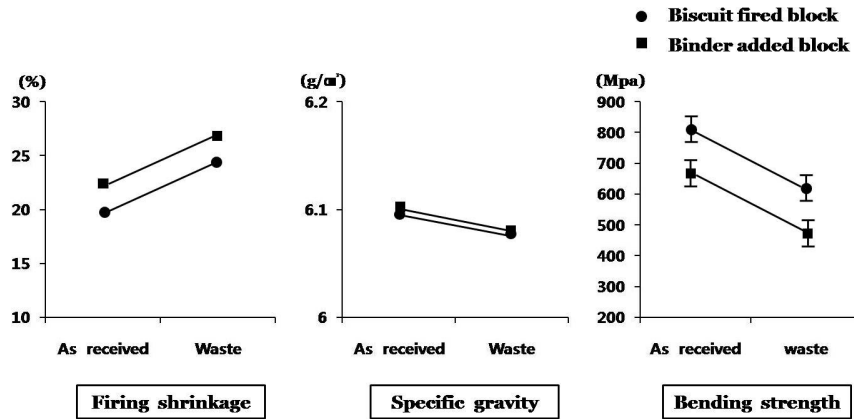 Biscuit fired block
Binder added block
(%)
30
25
20
15
10
As received Waste
Firing shrinkage
(g/㎤)
6.2
6.1
6
As received Waste
Specific gravity
(Mpa)
900
800
700
600
500
400
300
200
As received waste
Bending strength